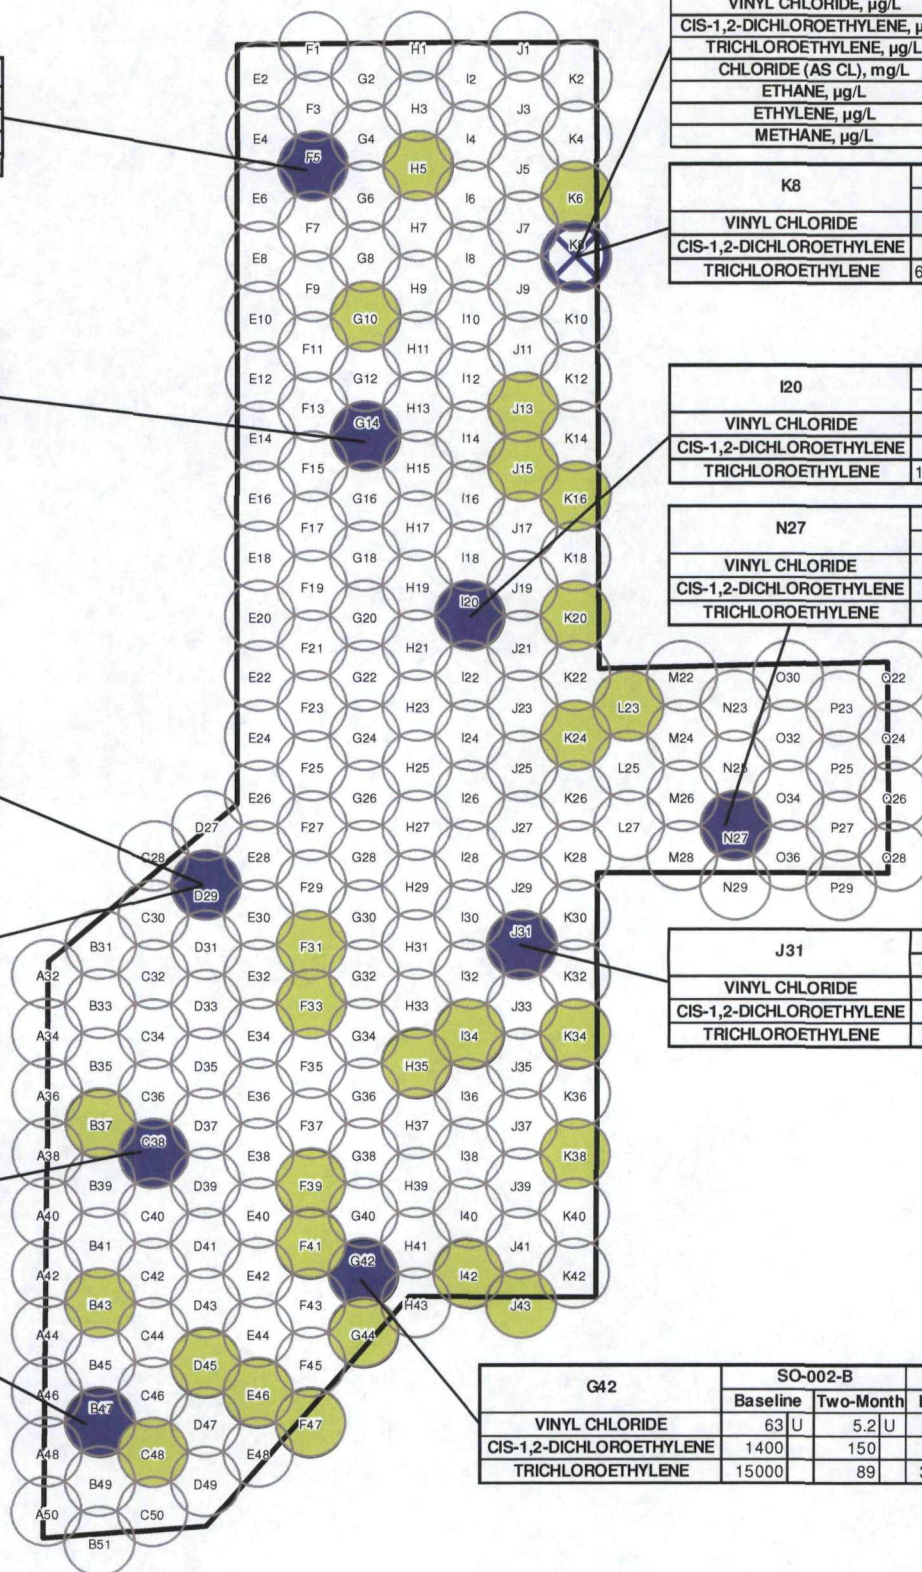 VINYL CHLORIDE, µg/L
CIS-1,2-DICHLOROETHYLENE, µ
TRICHLOROETHYLENE, µg/L
CHLORIDE (AS CL), mg/L
ETHANE, µg/L
ETHYLENE, µg/L
METHANE, µg/L
K8
VINYL CHLORIDE
CIS-1,2-DICHLOROETHYLENE
TRICHLOROETHYLENE 6
I20
VINYL CHLORIDE
CIS-1,2-DICHLOROETHYLENE
TRICHLOROETHYLENE 1
N27
VINYL CHLORIDE
CIS-1,2-DICHLOROETHYLENE
TRICHLOROETHYLENE
J31
VINYL CHLORIDE
CIS-1,2-DICHLOROETHYLENE
TRICHLOROETHYLENE
G42 SO-002-B
Baseline Two-Month
VINYL CHLORIDE 63 U 5.2 U
CIS-1,2-DICHLOROETHYLENE 1400 150
TRICHLOROETHYLENE 15000 89
F1 H1 J1
E2 G2 I2 K2
F3 H3 J3
E4 G4 I4 K4
F5 H5 J5
E6 G6 I6 K6
F7 H7 J7
E8 G8 I8 K8
F9 H9 J9
E10 G10 I10 K10
F11 H11 J11
E12 G12 I12 K12
F13 H13 J13
E14 G14 I14 K14
F15 H15 J15
E16 G16 I16 K16
F17 H17 J17
E18 G18 I18 K18
F19 H19 J19
E20 G20 I20 K20
F21 H21 J21
E22 G22 I22 K22 M22 O30 Q22
F23 H23 J23 L23 N23 P23
E24 G24 I24 K24 M24 O32 Q24
F25 H25 J25 L25 N25 P25
E26 G26 I26 K26 M26 O34 Q26
D27 F27 H27 J27 L27 N27 P27
C28 E28 G28 I28 K28 M28 O36 Q28
D29 F29 H29 J29 N29 P29
C30 E30 G30 I30 K30
B31 D31 F31 H31 J31
A32 C32 E32 G32 I32 K32
B33 D33 F33 H33 J33
A34 C34 E34 G34 I34 K34
B35 D35 F35 H35 J35
A36 C36 E36 G36 I36 K36
B37 D37 F37 H37 J37
A38 C38 E38 G38 I38 K38
B39 D39 F39 H39 J39
A40 C40 E40 G40 I40 K40
B41 D41 F41 H41 J41
A42 C42 E42 G42 I42 K42
B43 D43 F43 H43 J43
A44 C44 E44 G44
B45 D45 F45
A46 C46 E46
B47 D47 F47
A48 C48 E48
B49 D49
A50 C50
B51